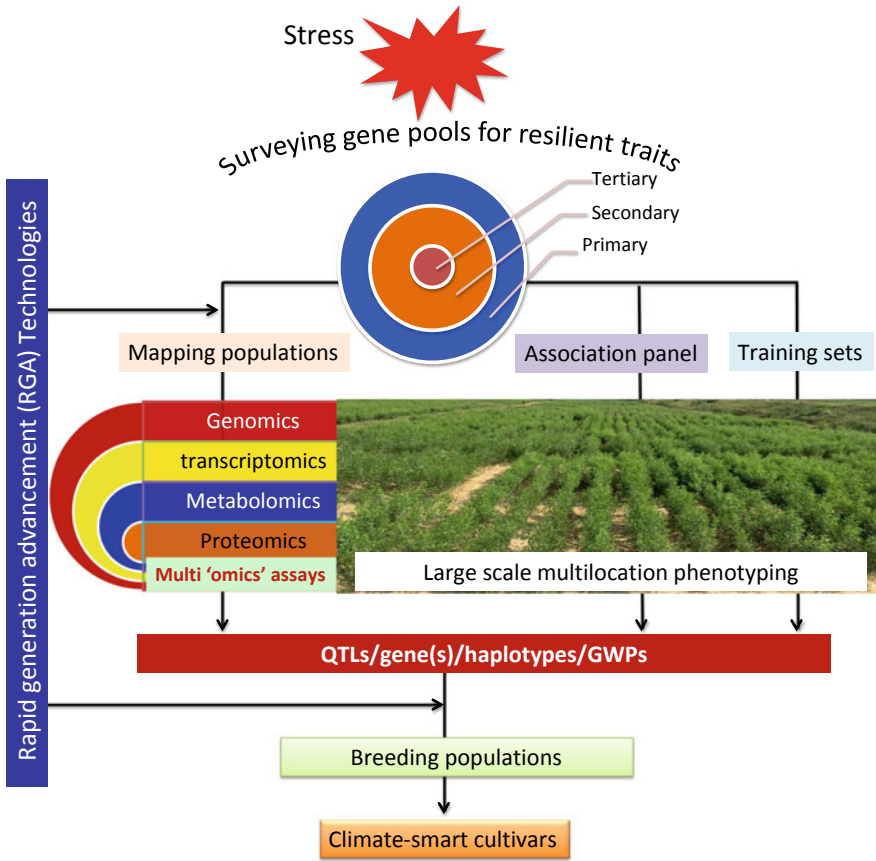 Stress
Surveying gene pools for resilient traits
Tertiary
Secondary
Primary
Rapid generation advancement (RGA) Technologies
Mapping populations
Association panel
Training sets
Genomics
transcriptomics
Metabolomics
Proteomics
Multi ‘omics’ assays
Large scale multilocation phenotyping
QTLs/gene(s)/haplotypes/GWPs
Breeding populations
Climate-smart cultivars